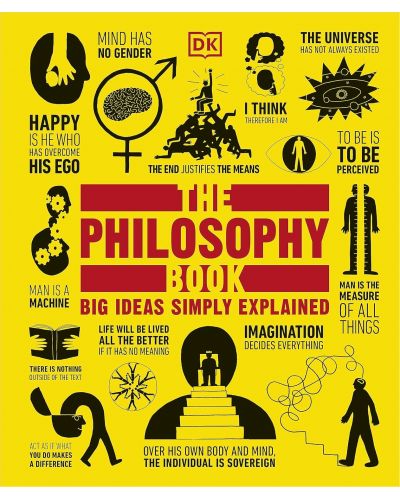 MIND HAS
NO GENDER
DK
THE UNIVERSE
HAS NOT ALWAYS EXISTED
HAPPY
IS HE WHO
HAS OVERCOME
HIS EGO
I THINK
THEREFORE I AM
THE END JUSTIFIES THE MEANS
TO BE IS
TO BE
PERCEIVED
THE
PHILOSOPHY
BOOK
BIG IDEAS SIMPLY EXPLAINED
MAN IS A
MACHINE
MAN IS THE
MEASURE
OF ALL
THINGS
LIFE WILL BE LIVED
ALL THE BETTER
IF IT HAS NO MEANING
IMAGINATION
DECIDES EVERYTHING
THERE IS NOTHING
OUTSIDE OF THE TEXT
ACT AS IF WHAT
YOU DO MAKES
A DIFFERENCE
OVER HIS OWN BODY AND MIND,
THE INDIVIDUAL IS SOVEREIGN